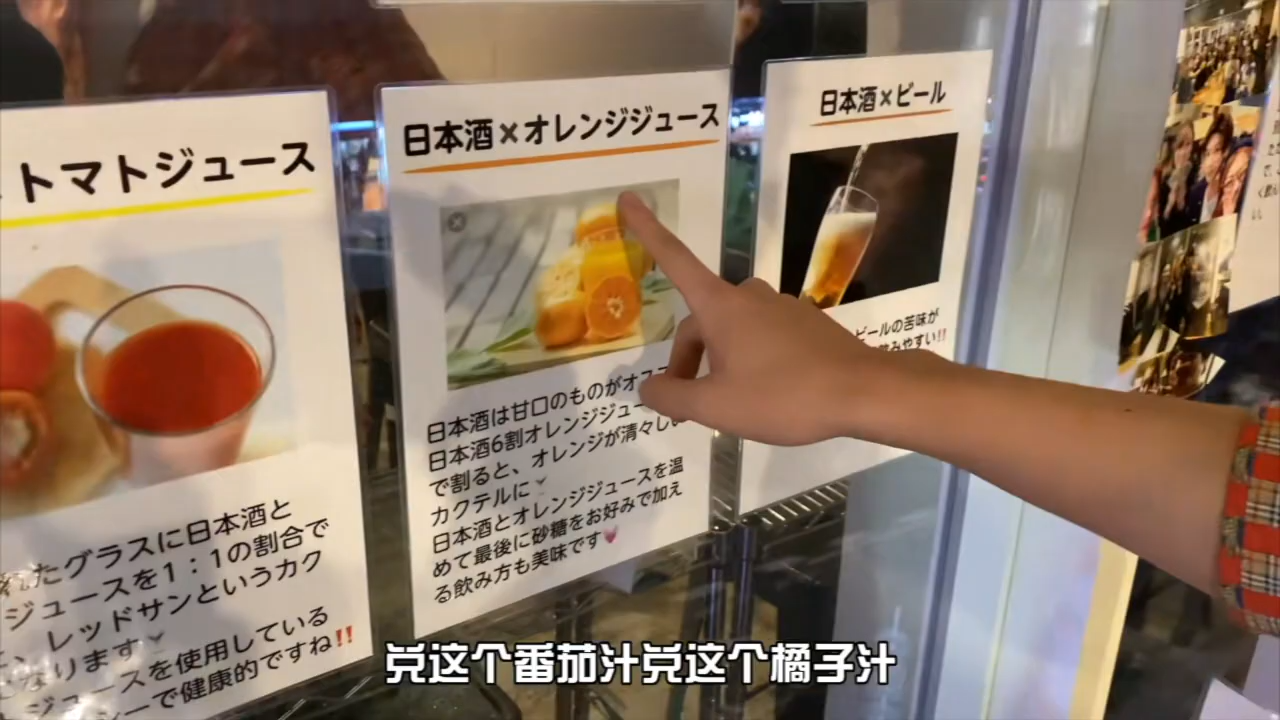 トマトジュース
たグラスに日本酒と
ジュースを1：1の割合で
レッドサンというカク
なります
ジュースを使用している
ーで健康的ですね‼
日本酒×オレンジジュース
日本酒は甘口のものがオス
日本酒6割オレンジジュー
で割ると、オレンジが清々しい
カクテルに
日本酒とオレンジジュースを温
めて最後に砂糖をお好みで加え
る飲み方も美味です💗
日本酒×ビール
ビールの苦味が
飲みやすい‼
兑这个番茄汁兑这个橘子汁